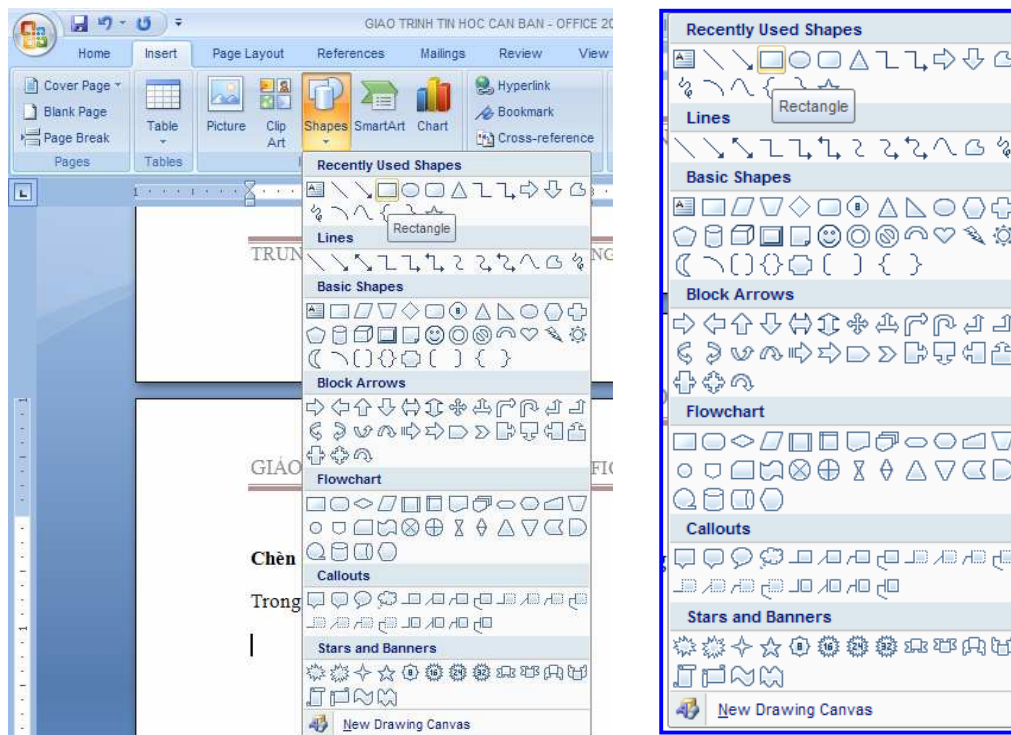 GIAO TRINH TIN HOC CAN BAN - OFFICE 20
Home Insert Page Layout References Mailings Review View
Cover Page
Blank Page
Page Break
Pages
Table
Tables
Picture
Clip Art
Shapes
SmartArt
Chart
Hyperlink
Bookmark
Cross-reference
TRUN
NG
GIÁO
FIC
Chèn
Trong
Recently Used Shapes
Rectangle
Lines
Basic Shapes
Block Arrows
Flowchart
Callouts
Stars and Banners
New Drawing Canvas
Recently Used Shapes
Rectangle
Lines
Basic Shapes
Block Arrows
Flowchart
Callouts
Stars and Banners
New Drawing Canvas